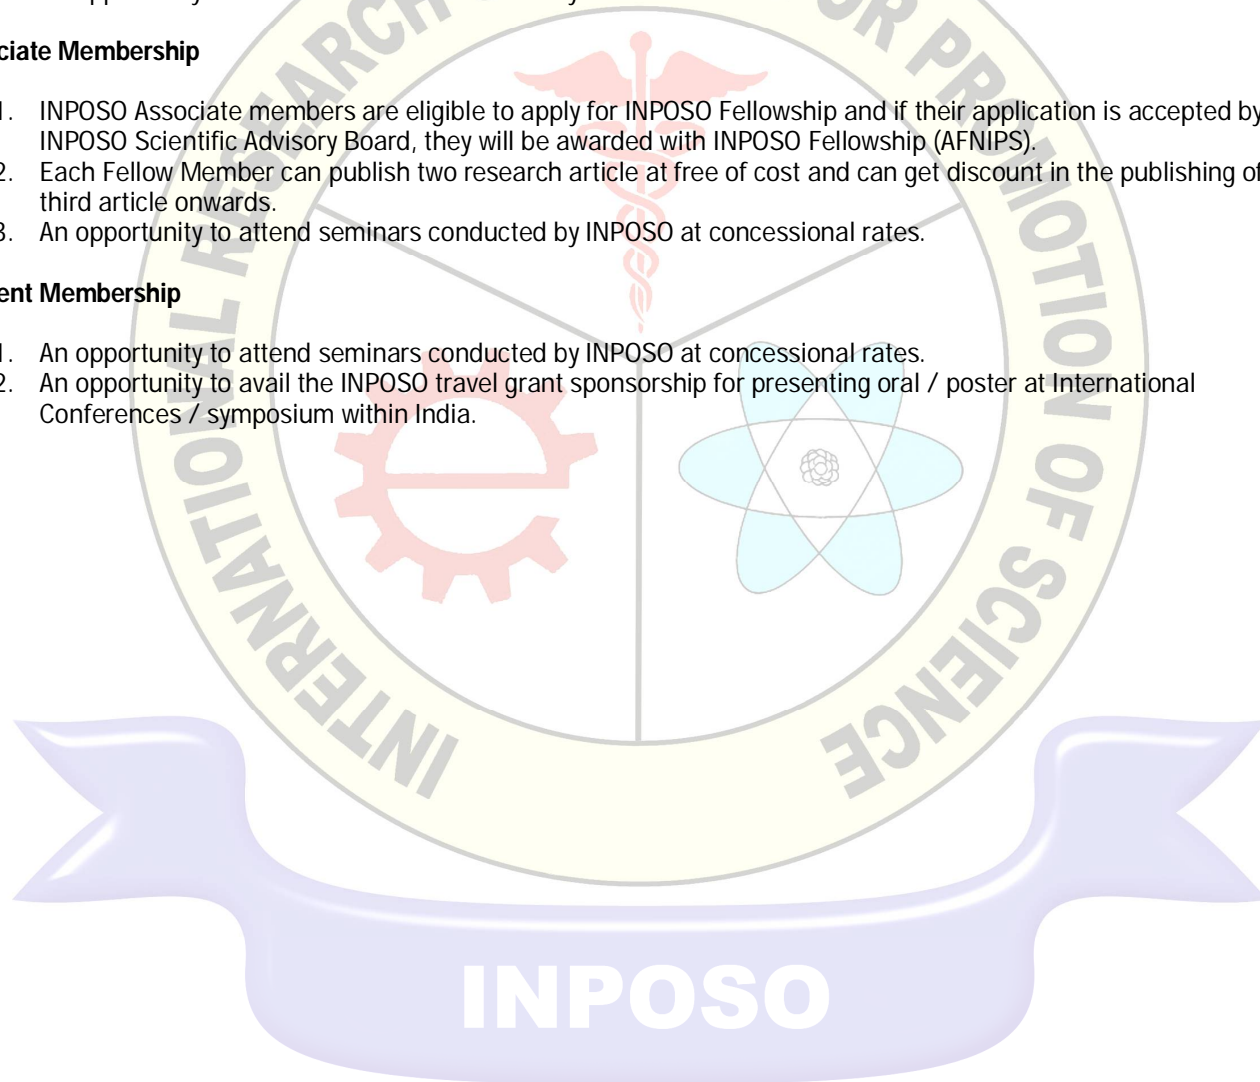 ciate Membership
1. INPOSO Associate members are eligible to apply for INPOSO Fellowship and if their application is accepted by
INPOSO Scientific Advisory Board, they will be awarded with INPOSO Fellowship (AFNIPS).
2. Each Fellow Member can publish two research article at free of cost and can get discount in the publishing of
third article onwards.
3. An opportunity to attend seminars conducted by INPOSO at concessional rates.
ent Membership
1. An opportunity to attend seminars conducted by INPOSO at concessional rates.
2. An opportunity to avail the INPOSO travel grant sponsorship for presenting oral / poster at International
Conferences / symposium within India.
INTERNATIONAL RESEARCH
OR PROMOTION OF SCIENCE
INPOSO